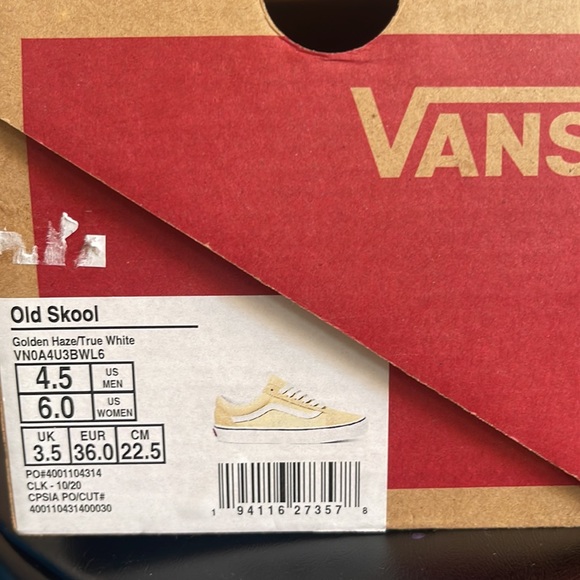 VANS
Old Skool
Golden Haze/True White
VN0A4U3BWL6
4.5 US MEN
6.0 US WOMEN
UK 3.5 EUR 36.0 CM 22.5
PO#4001104314
CLK - 10/20
CPSIA PO/CUT#
400110431400030
1 94116 27357 8